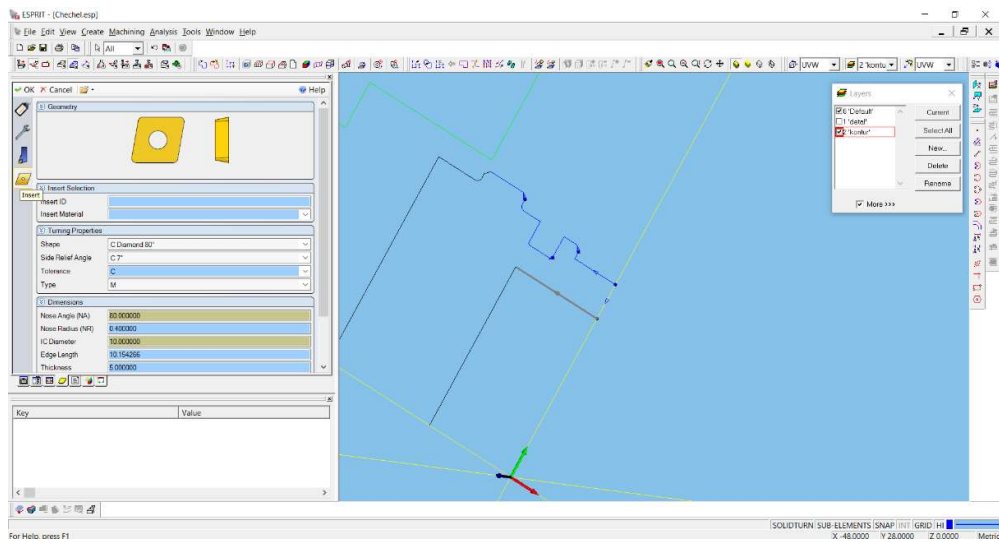 ESPRIT - [Chechel.esp]
File Edit View Create Machining Analysis Tools Window Help
All
UVW
2 'kontu'
UVW
OK Cancel
Help
Geometry
Insert Selection
Insert
Insert ID
Insert Material
Turning Properties
Shape C Diamond 80°
Side Relief Angle C 7°
Tolerance C
Type M
Dimensions
Nose Angle (NA) 80.000000
Nose Radius (NR) 0.400000
IC Diameter 10.000000
Edge Length 10.154266
Thickness 5.000000
Key Value
Layers
0 'Default'
1 'detal'
2 'kontur'
Current
Select All
New...
Delete
Rename
More >>>
SOLIDTURN SUB-ELEMENTS SNAP INT GRID HI
For Help, press F1
X -48.0000 Y 28.0000 Z 0.0000 Metric